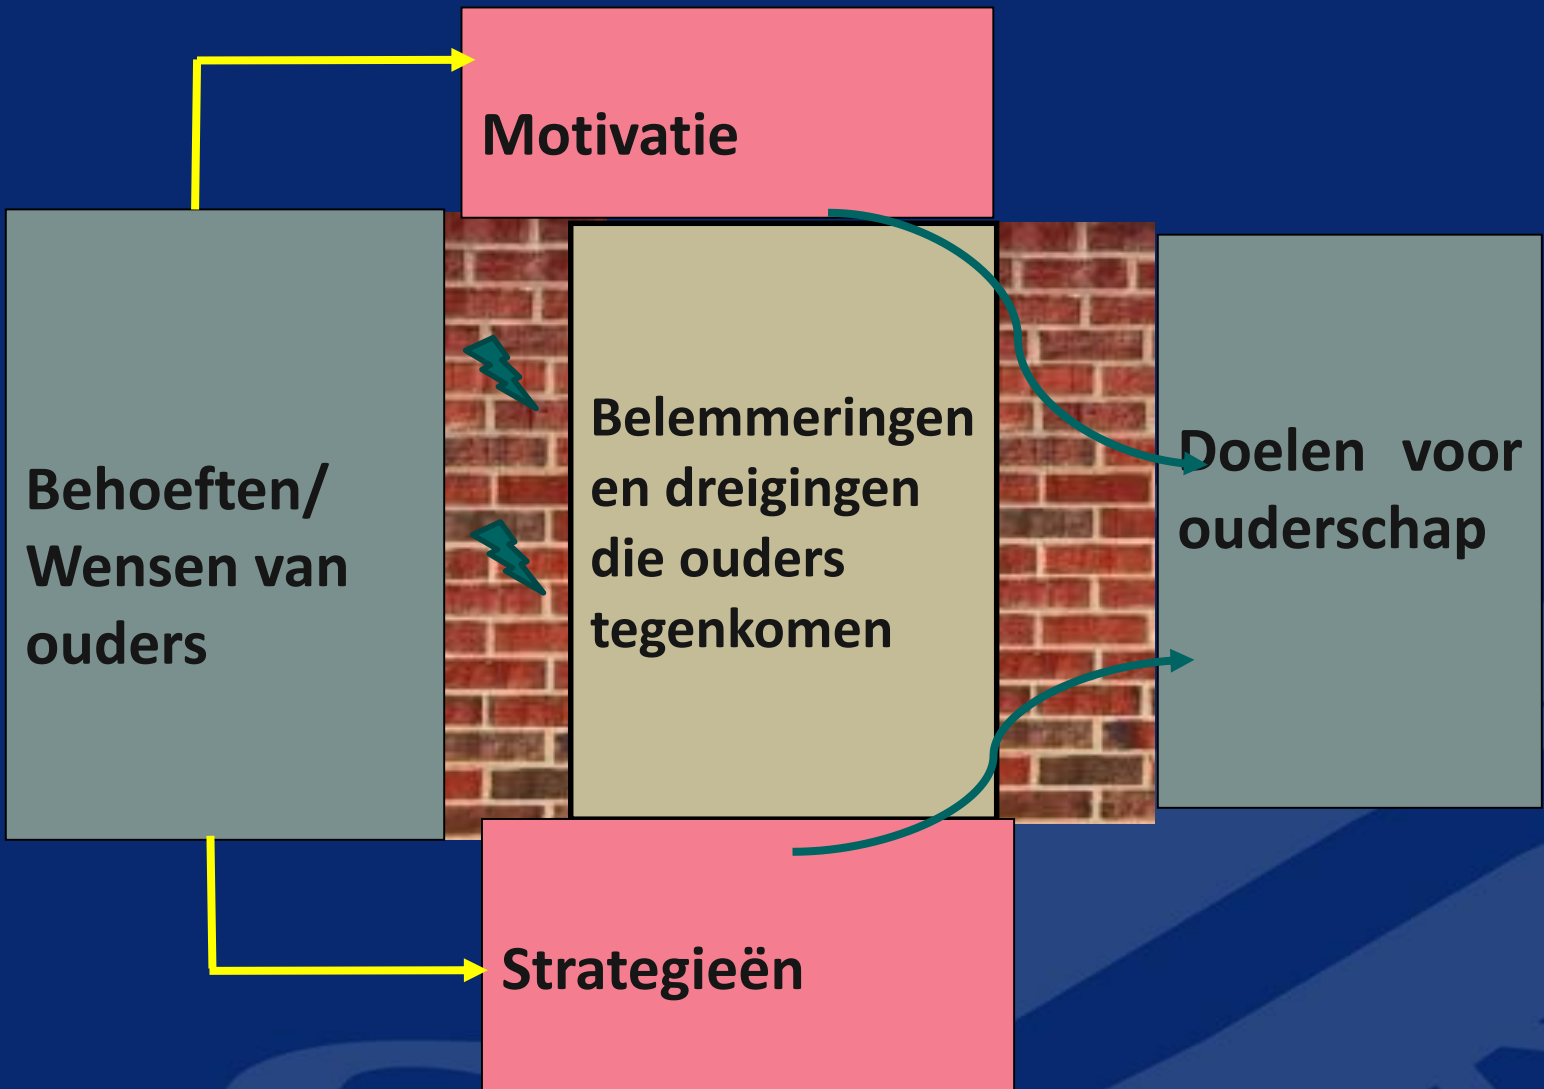 Motivatie
Behoeften/
Wensen van
ouders
Belemmeringen
en dreigingen
die ouders
tegenkomen
Doelen voor
ouderschap
Strategieën